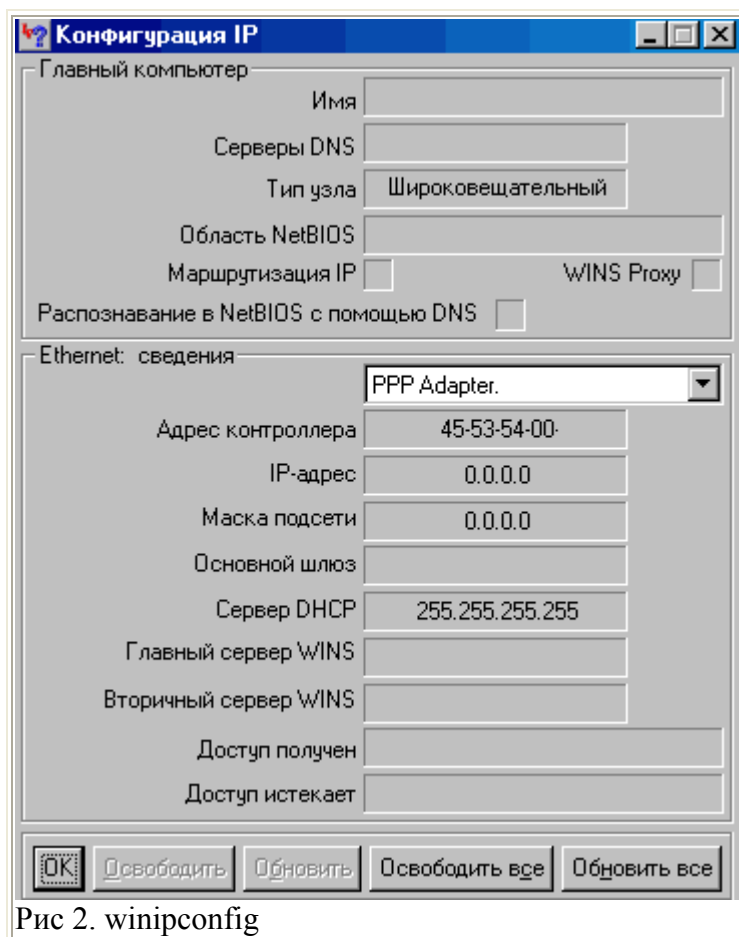 Конфигурация IP
Главный компьютер
Имя
Серверы DNS
Тип узла Широковещательный
Область NetBIOS
Маршрутизация IP WINS Proxy
Распознавание в NetBIOS с помощью DNS
Ethernet: сведения
PPP Adapter.
Адрес контроллера 45-53-54-00-
IP-адрес 0.0.0.0
Маска подсети 0.0.0.0
Основной шлюз
Сервер DHCP 255.255.255.255
Главный сервер WINS
Вторичный сервер WINS
Доступ получен
Доступ истекает
OK Освободить Обновить Освободить все Обновить все
Рис 2. winipconfig